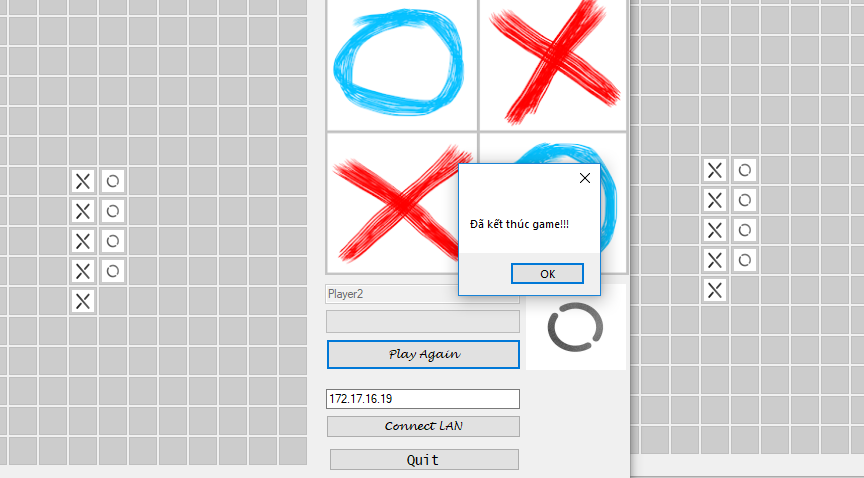 Đã kết thúc game!!!
OK
Player2
Play Again
172.17.16.19
Connect LAN
Quit